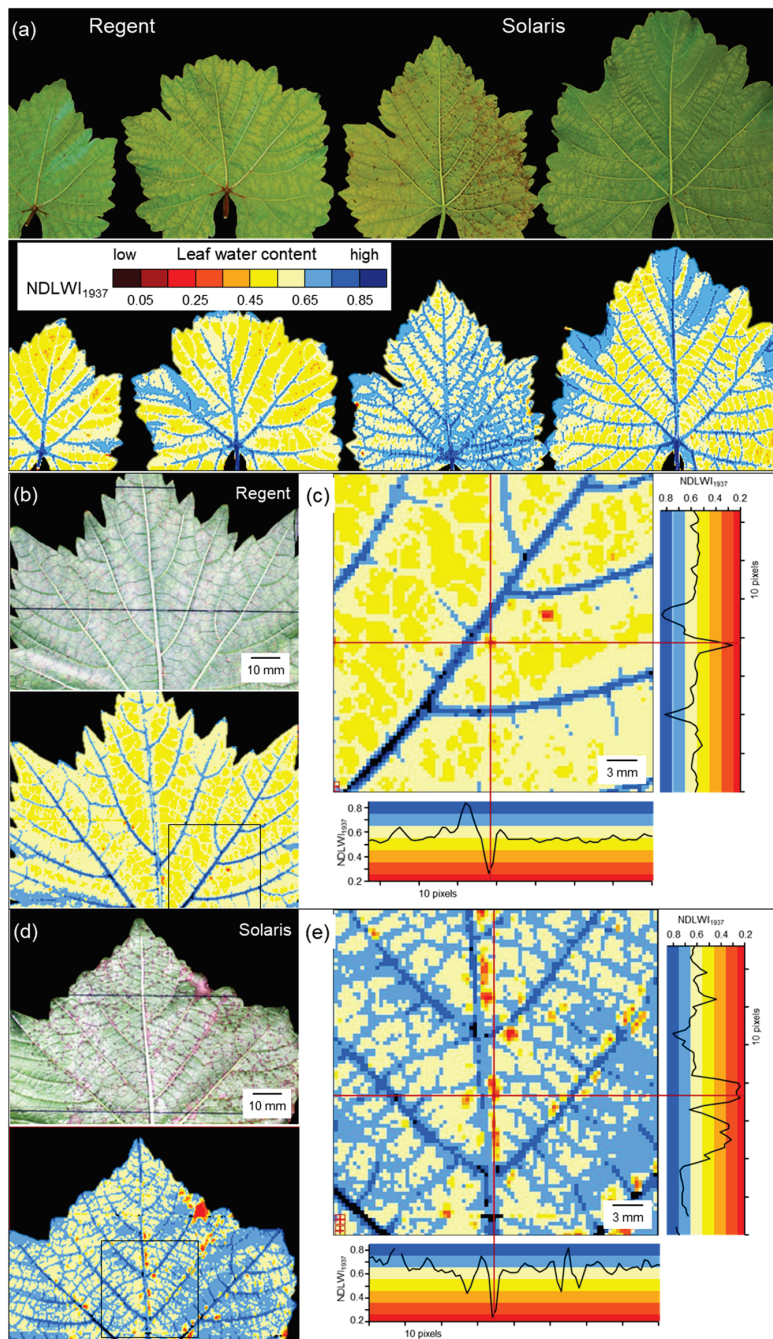 (a) Regent Solaris
low Leaf water content high
NDLWI1937
0.05 0.25 0.45 0.65 0.85
(b) Regent
10 mm
(c)
NDLWI1937
0.8 0.6 0.4 0.2
10 pixels
3 mm
NDLWI1937
0.8
0.6
0.4
0.2
10 pixels
(d) Solaris
10 mm
(e)
NDLWI1937
0.8 0.6 0.4 0.2
10 pixels
3 mm
NDLWI1937
0.8
0.6
0.4
0.2
10 pixels